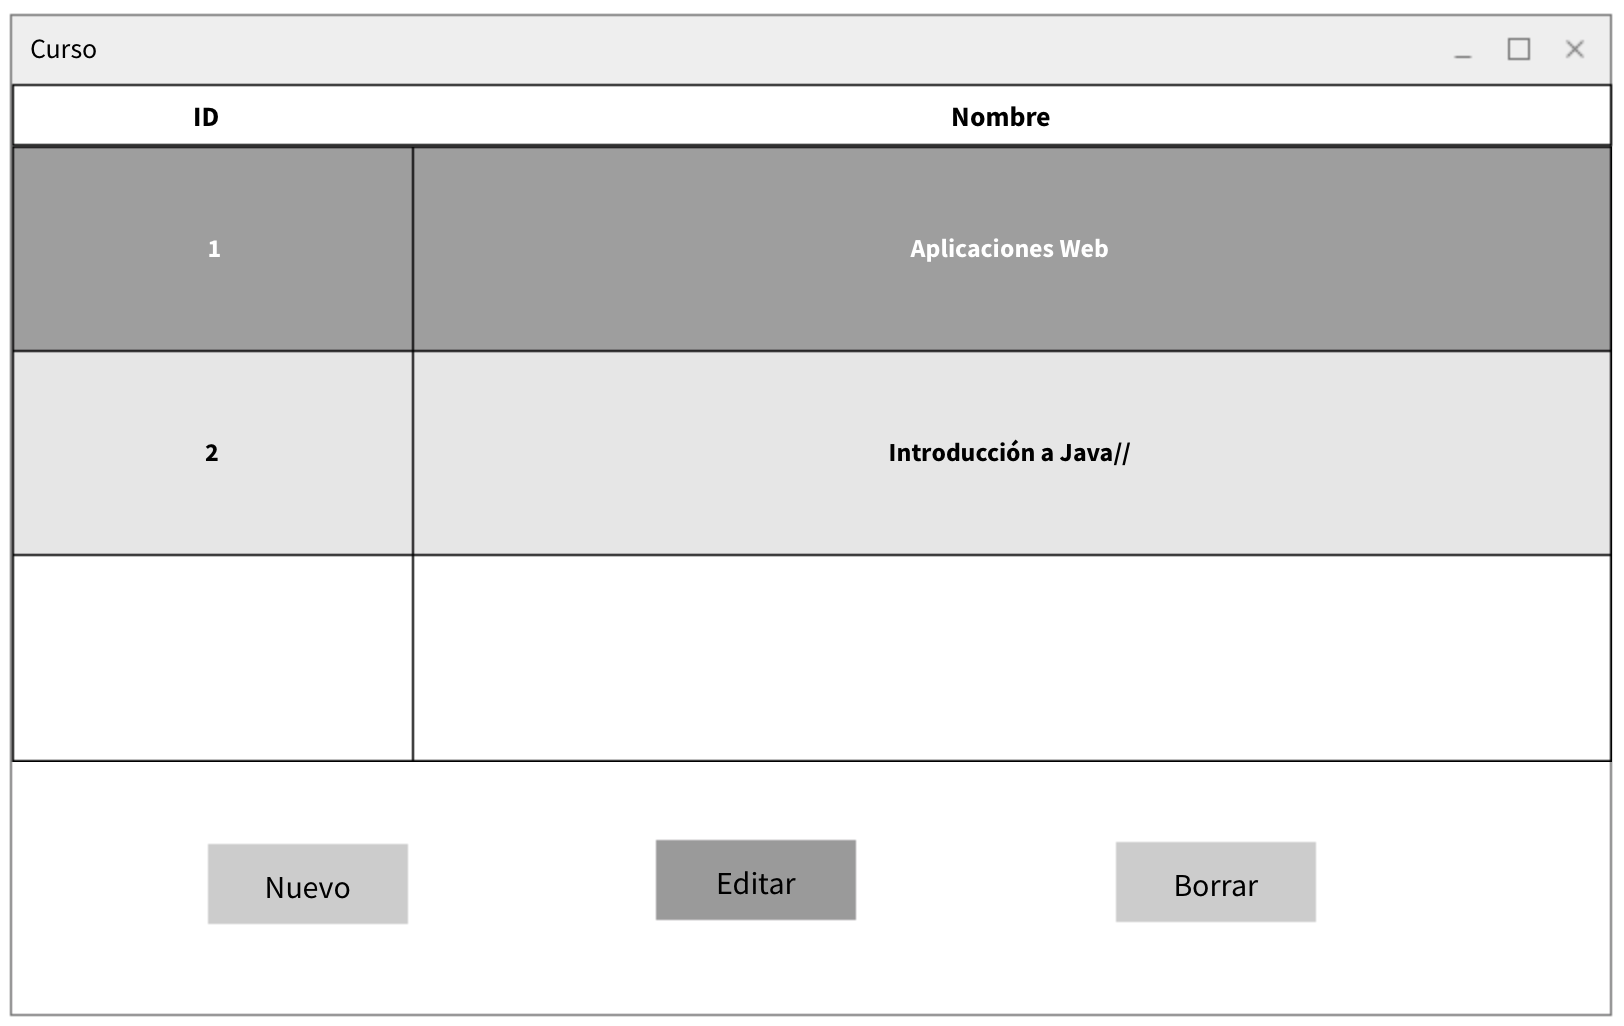 Curso
ID Nombre
1 Aplicaciones Web
2 Introducción a Java//
Nuevo Editar Borrar